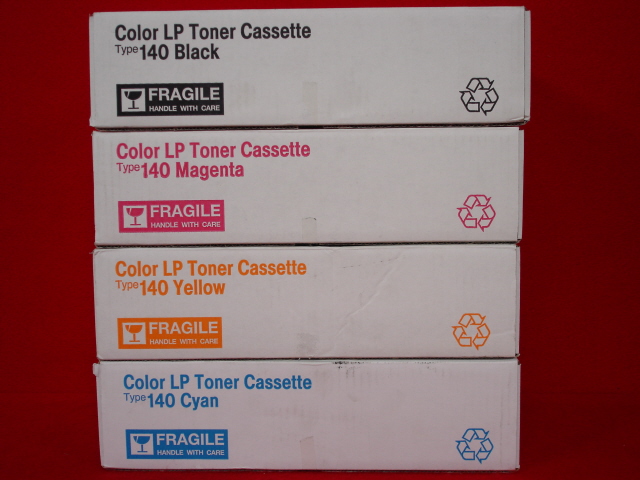 Color LP Toner Cassette
Type 140 Black
FRAGILE
HANDLE WITH CARE
Color LP Toner Cassette
Type 140 Magenta
FRAGILE
HANDLE WITH CARE
Color LP Toner Cassette
Type 140 Yellow
FRAGILE
HANDLE WITH CARE
Color LP Toner Cassette
Type 140 Cyan
FRAGILE
HANDLE WITH CARE